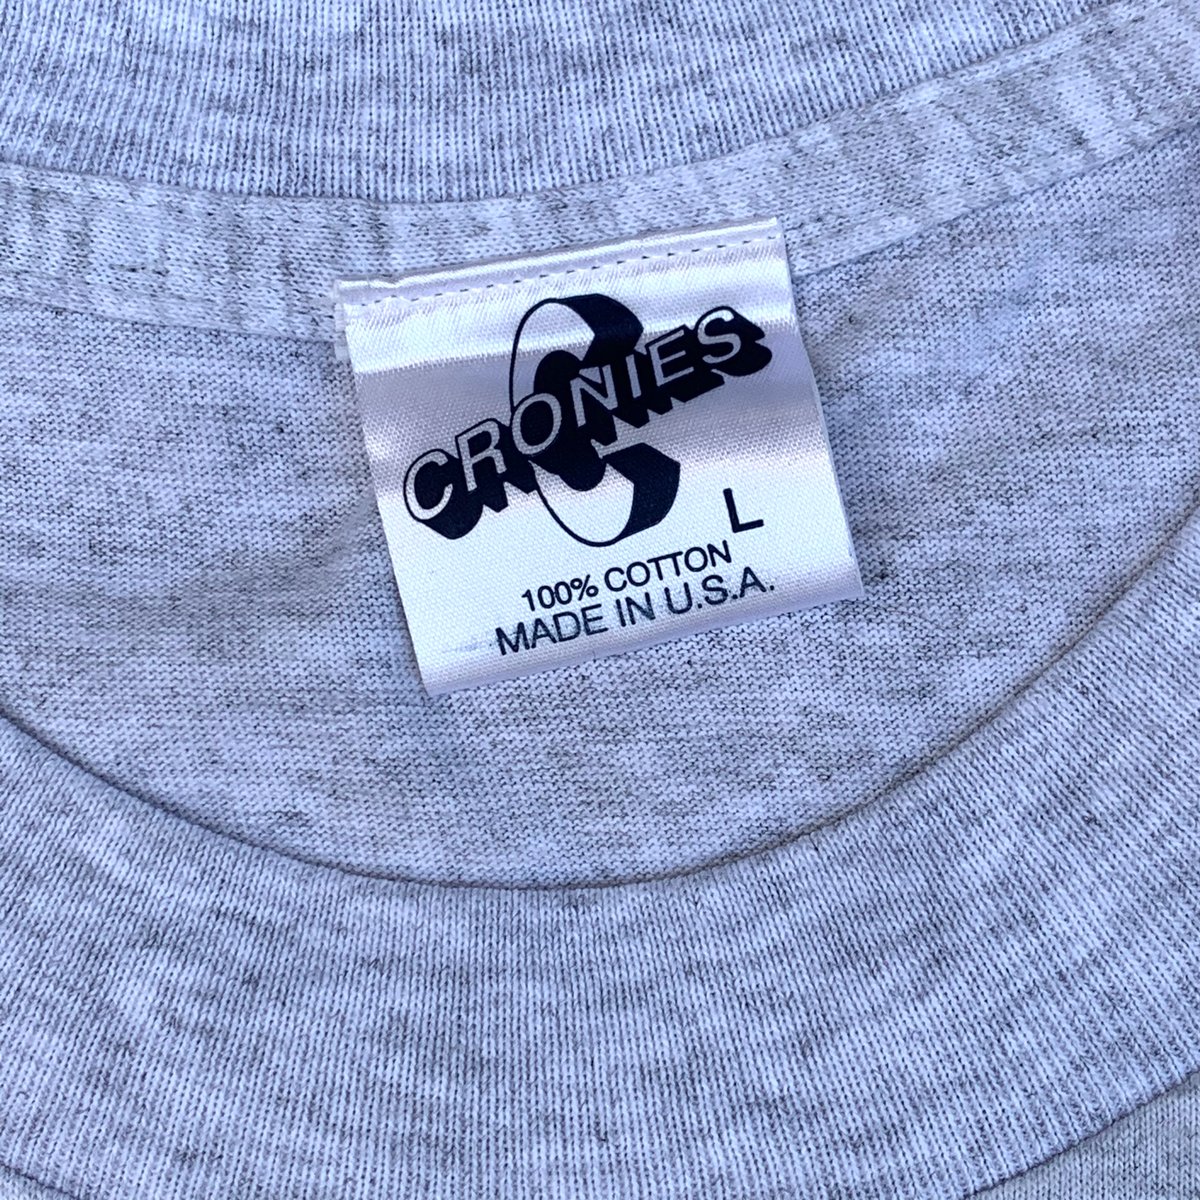 CRONIES
L
100% COTTON
MADE IN U.S.A.